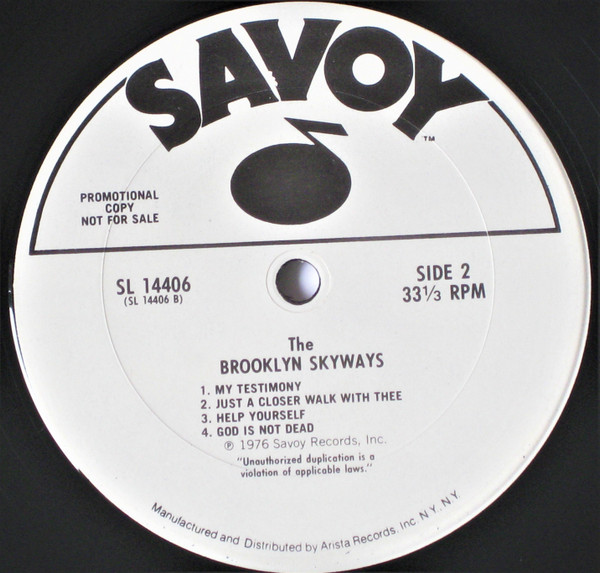 SAVOY™
PROMOTIONAL
COPY
NOT FOR SALE
SL 14406
(SL 14406 B)
SIDE 2
33⅓ RPM
The
BROOKLYN SKYWAYS
1. MY TESTIMONY
2. JUST A CLOSER WALK WITH THEE
3. HELP YOURSELF
4. GOD IS NOT DEAD
℗ 1976 Savoy Records, Inc.
"Unauthorized duplication is a
violation of applicable laws."
Manufactured and Distributed by Arista Records, Inc N.Y., N.Y.